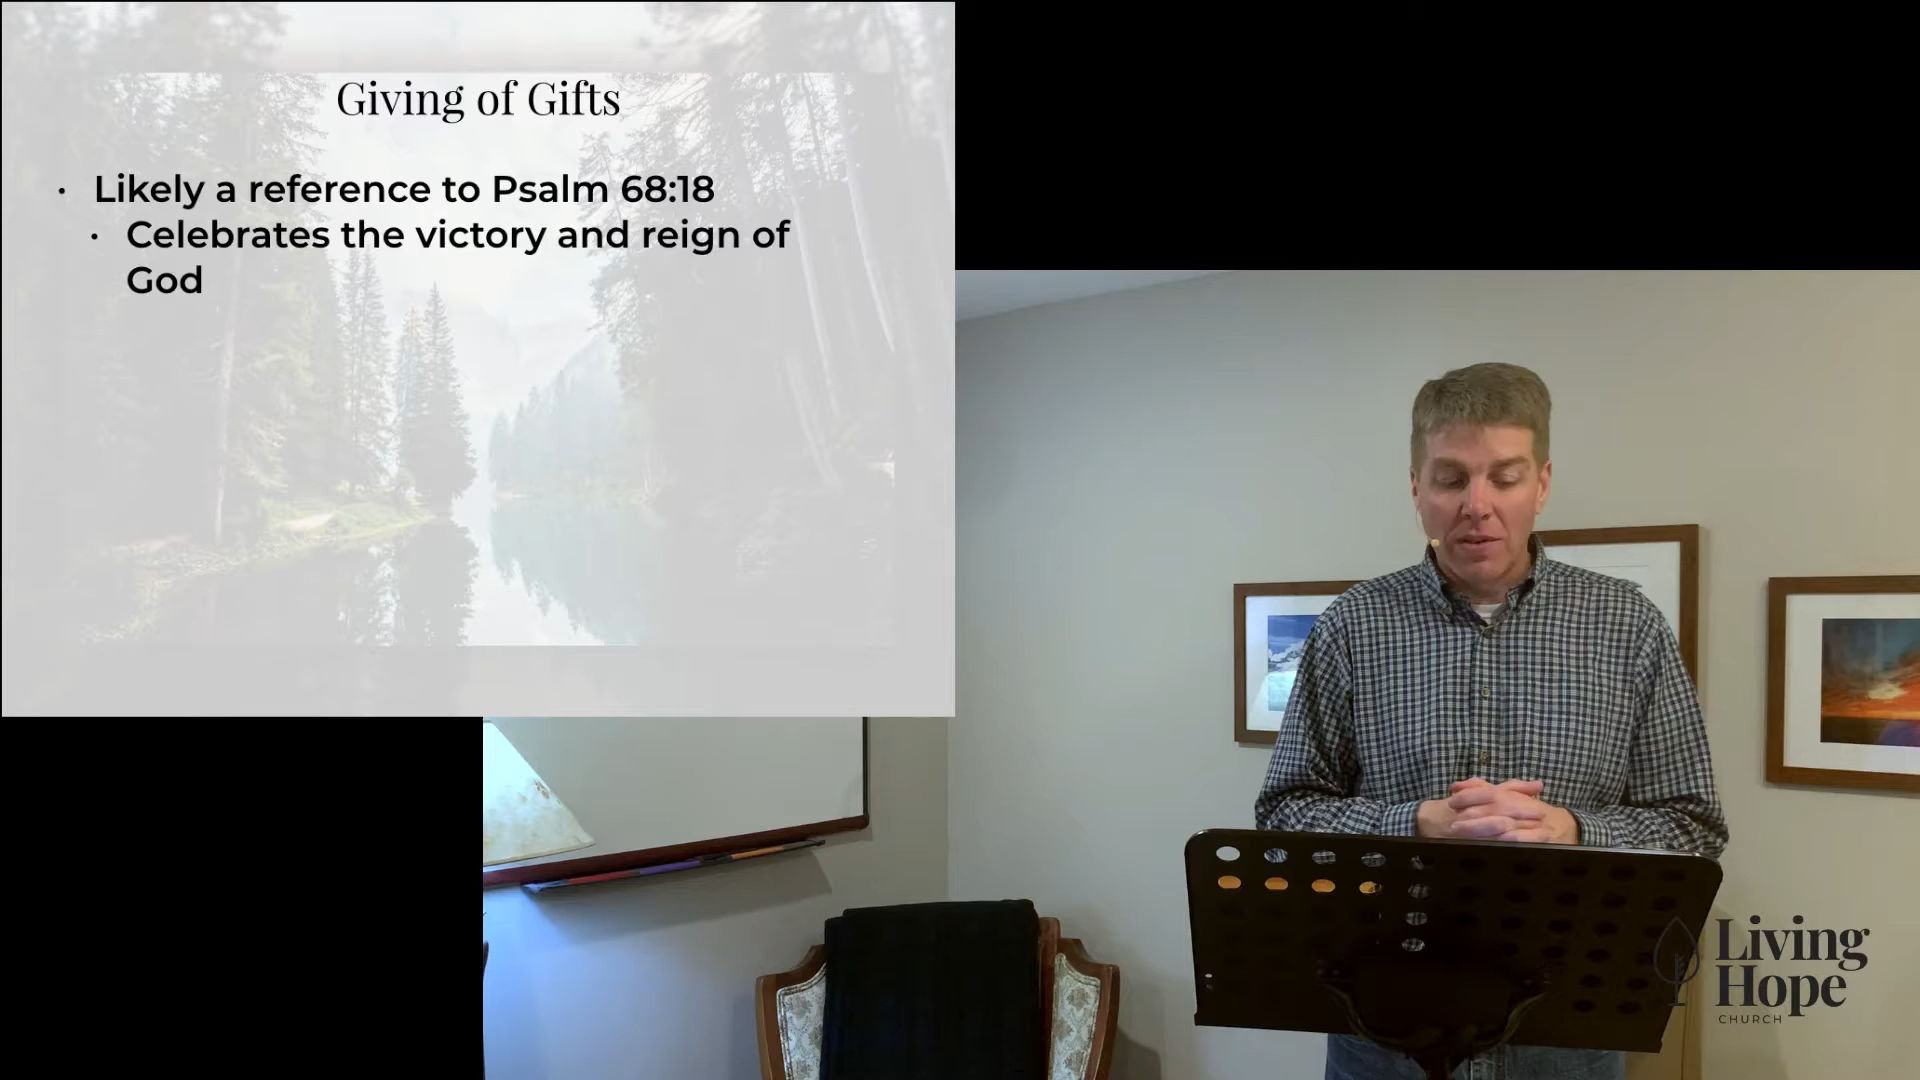 Giving of Gifts
• Likely a reference to Psalm 68:18
• Celebrates the victory and reign of
God
Living
Hope
CHURCH